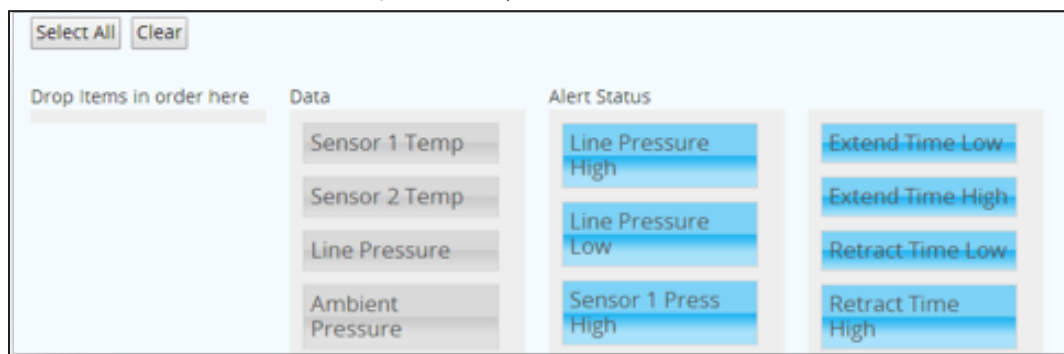 Select All Clear
Drop Items in order here
Data
Alert Status
Sensor 1 Temp
Sensor 2 Temp
Line Pressure
Ambient
Pressure
Line Pressure
High
Line Pressure
Low
Sensor 1 Press
High
Extend Time Low
Extend Time High
Retract Time Low
Retract Time
High